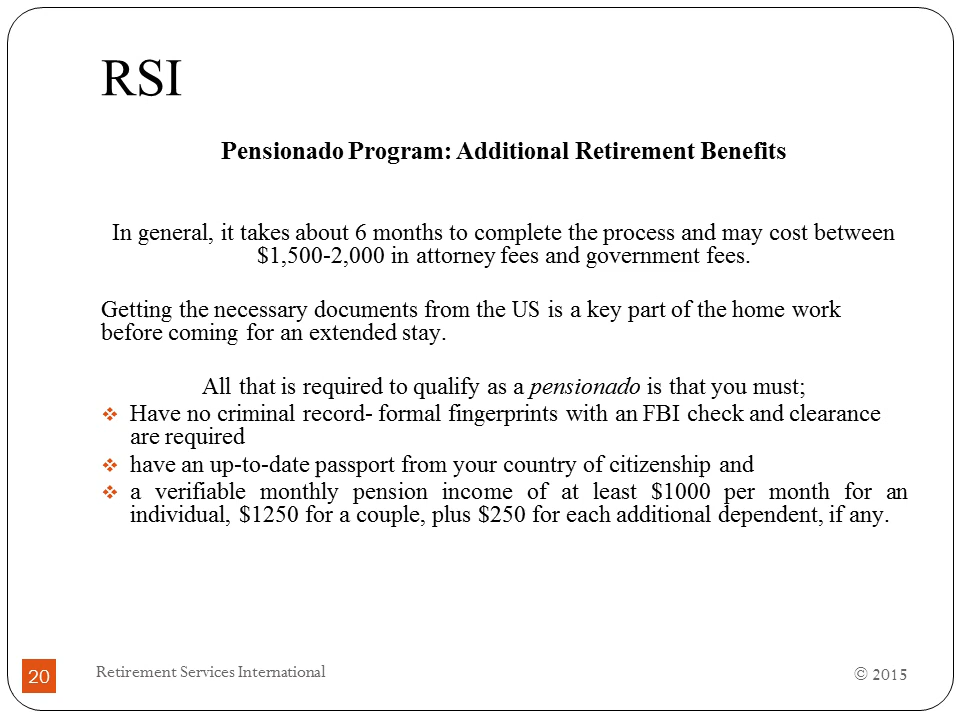 RSI
Pensionado Program: Additional Retirement Benefits
In general, it takes about 6 months to complete the process and may cost between
$1,500-2,000 in attorney fees and government fees.
Getting the necessary documents from the US is a key part of the home work
before coming for an extended stay.
All that is required to qualify as a pensionado is that you must;
❖ Have no criminal record- formal fingerprints with an FBI check and clearance
are required
❖ have an up-to-date passport from your country of citizenship and
❖ a verifiable monthly pension income of at least $1000 per month for an
individual, $1250 for a couple, plus $250 for each additional dependent, if any.
20
Retirement Services International
© 2015